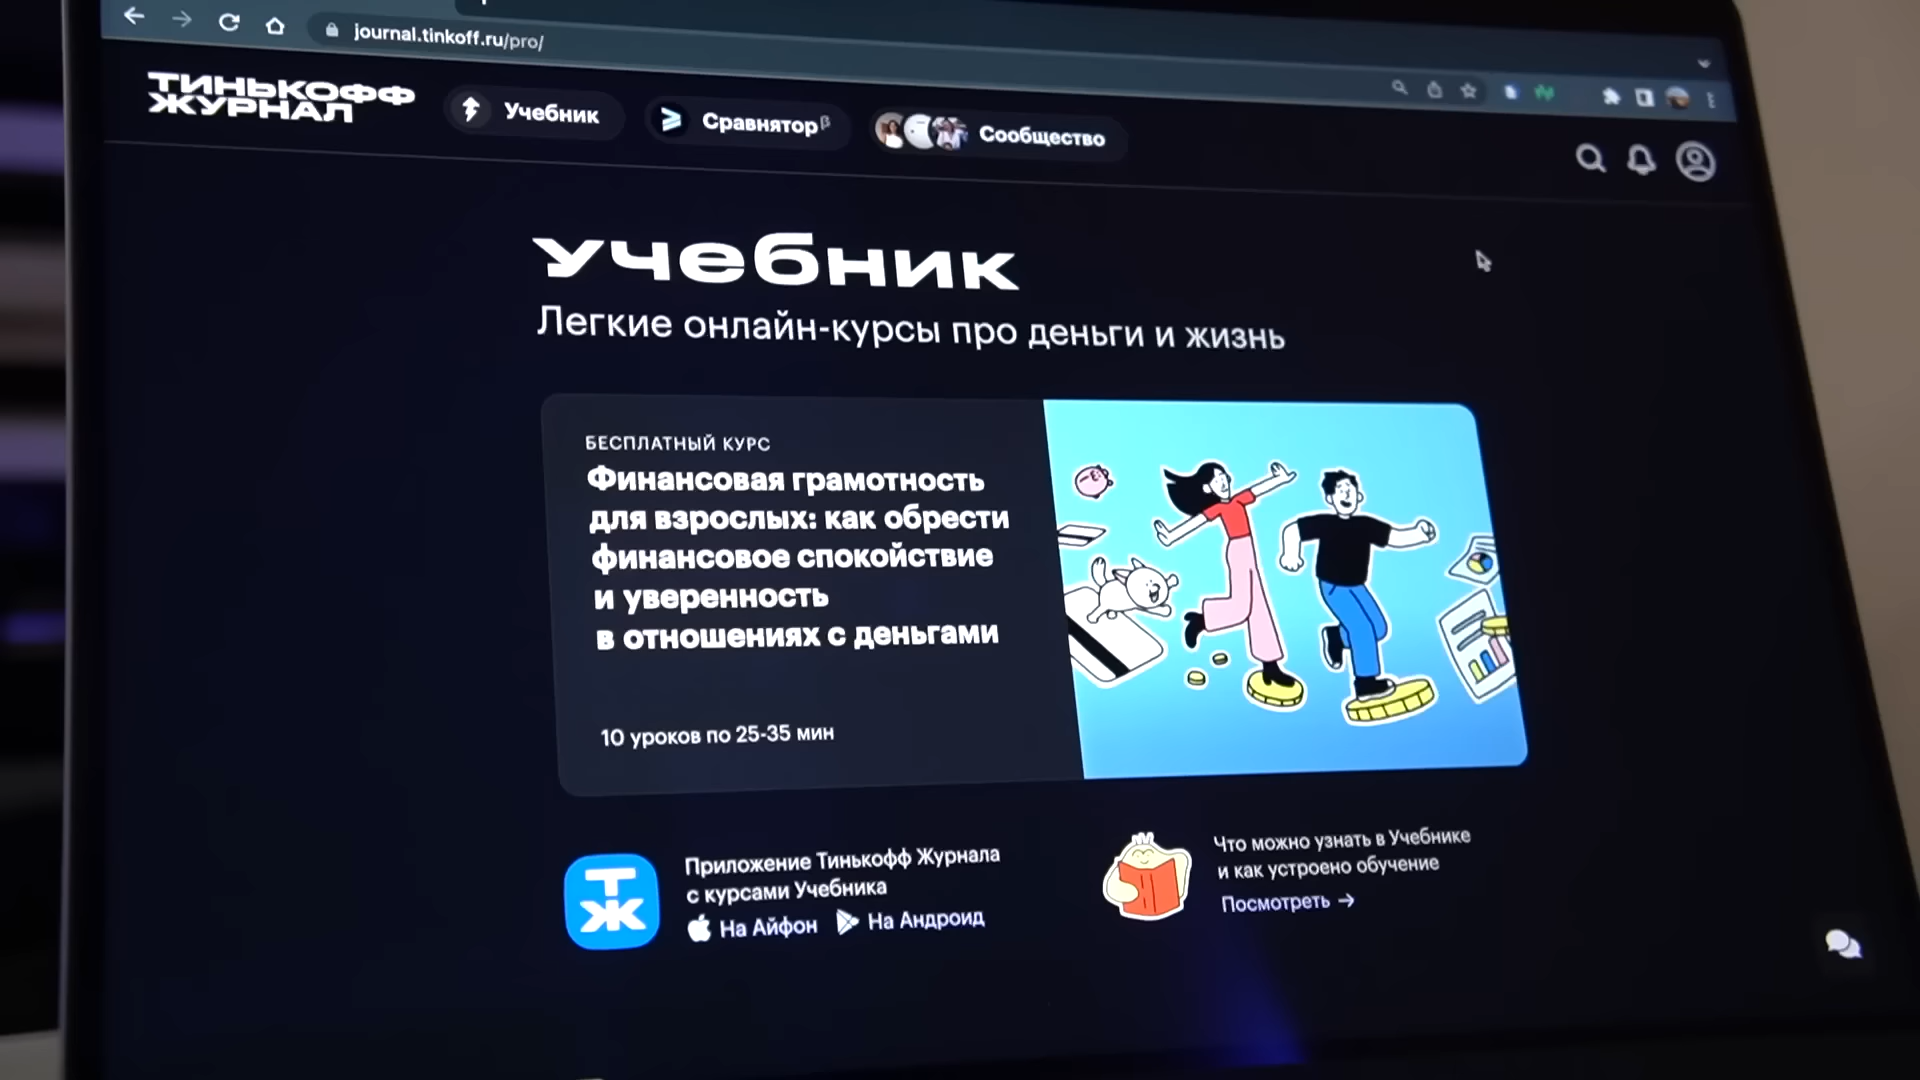 journal.tinkoff.ru/pro/
ТИНЬКОФФ
ЖУРНАЛ
Учебник
Сравняторβ
Сообщество
учебник
Легкие онлайн-курсы про деньги и жизнь
БЕСПЛАТНЫЙ КУРС
Финансовая грамотность
для взрослых: как обрести
финансовое спокойствие
и уверенность
в отношениях с деньгами
10 уроков по 25-35 мин
ТЖ
Приложение Тинькофф Журнала
с курсами Учебника
На Айфон
На Андроид
Что можно узнать в Учебнике
и как устроено обучение
Посмотреть →